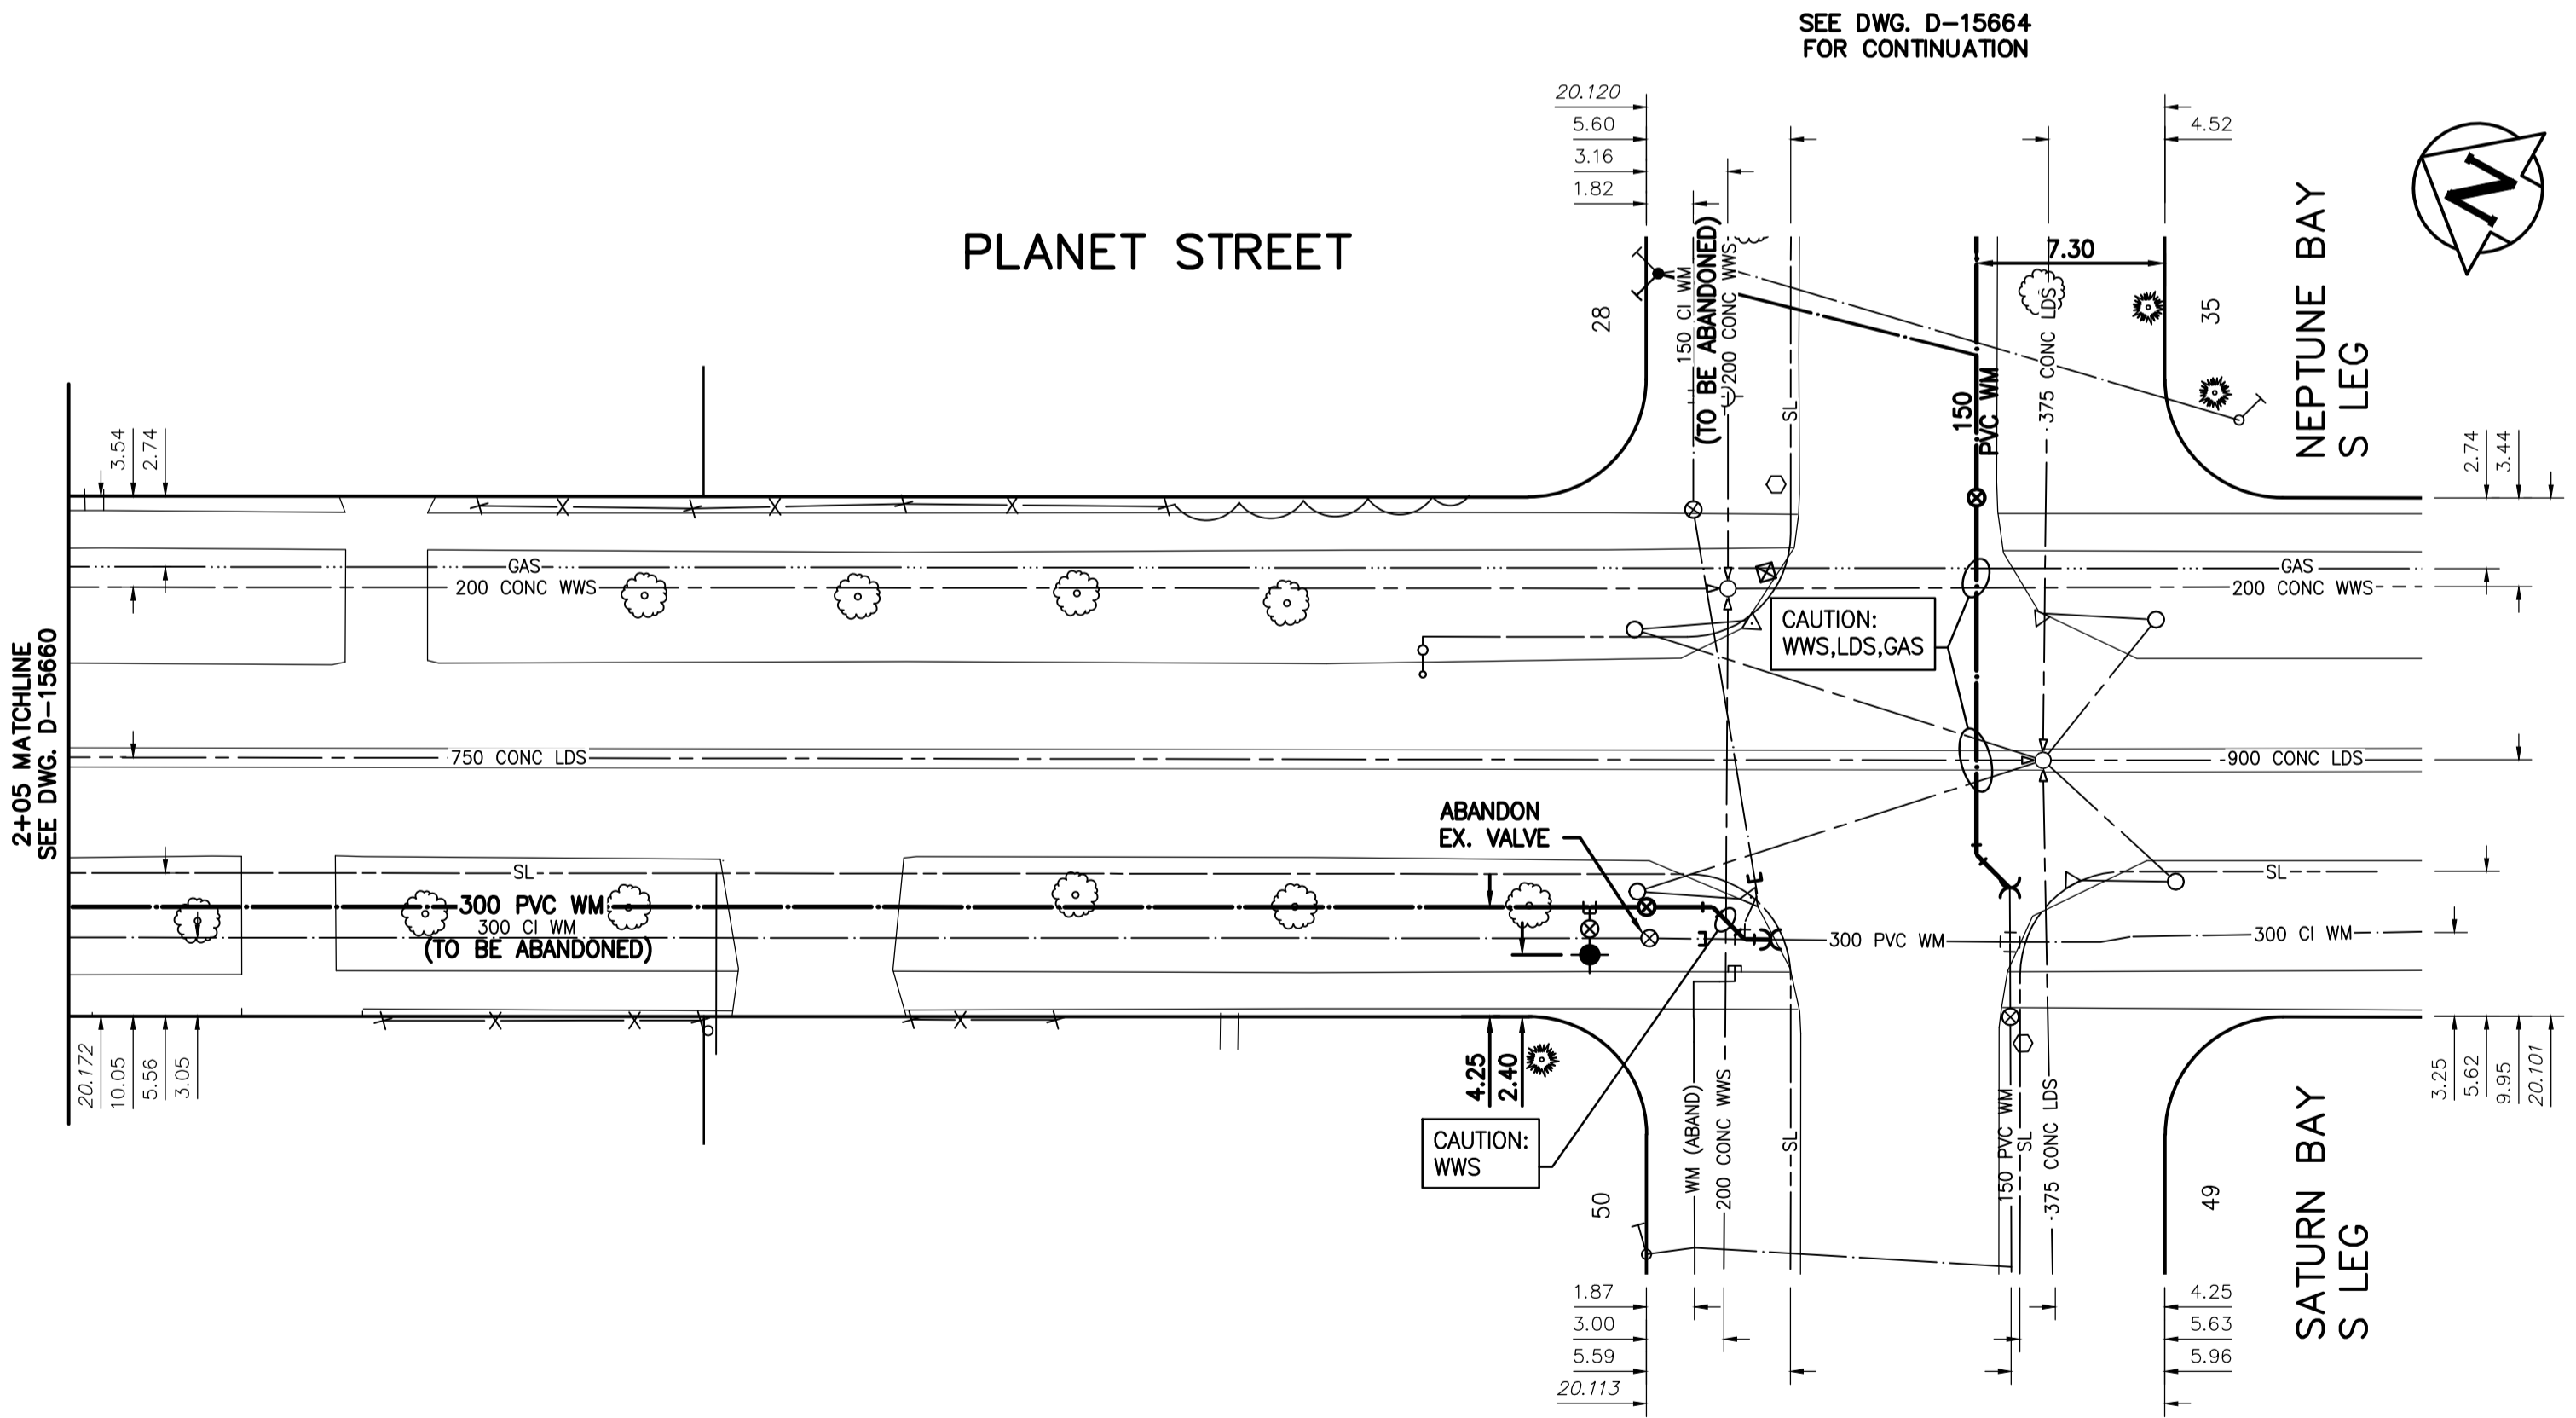 SEE DWG. D-15664
FOR CONTINUATION
20.120
5.60
3.16
1.82
4.52
N
PLANET STREET
NEPTUNE BAY
S LEG
7.30
28
35
150 CI WM
(TO BE ABANDONED)
200 CONC WWS
SL
150
PVC WM
375 CONC LDS
3.54
2.74
2.74
3.44
GAS
200 CONC WWS
GAS
200 CONC WWS
CAUTION:
WWS,LDS,GAS
2+05 MATCHLINE
SEE DWG. D-15660
750 CONC LDS
900 CONC LDS
ABANDON
EX. VALVE
SL
SL
300 PVC WM
300 CI WM
(TO BE ABANDONED)
300 PVC WM
300 CI WM
20.172
10.05
5.56
3.05
4.25
2.40
3.25
5.62
9.95
20.101
CAUTION:
WWS
WM (ABAND)
200 CONC WWS
SL
150 PVC WM
SL
375 CONC LDS
50
49
SATURN BAY
S LEG
1.87
3.00
5.59
20.113
4.25
5.63
5.96